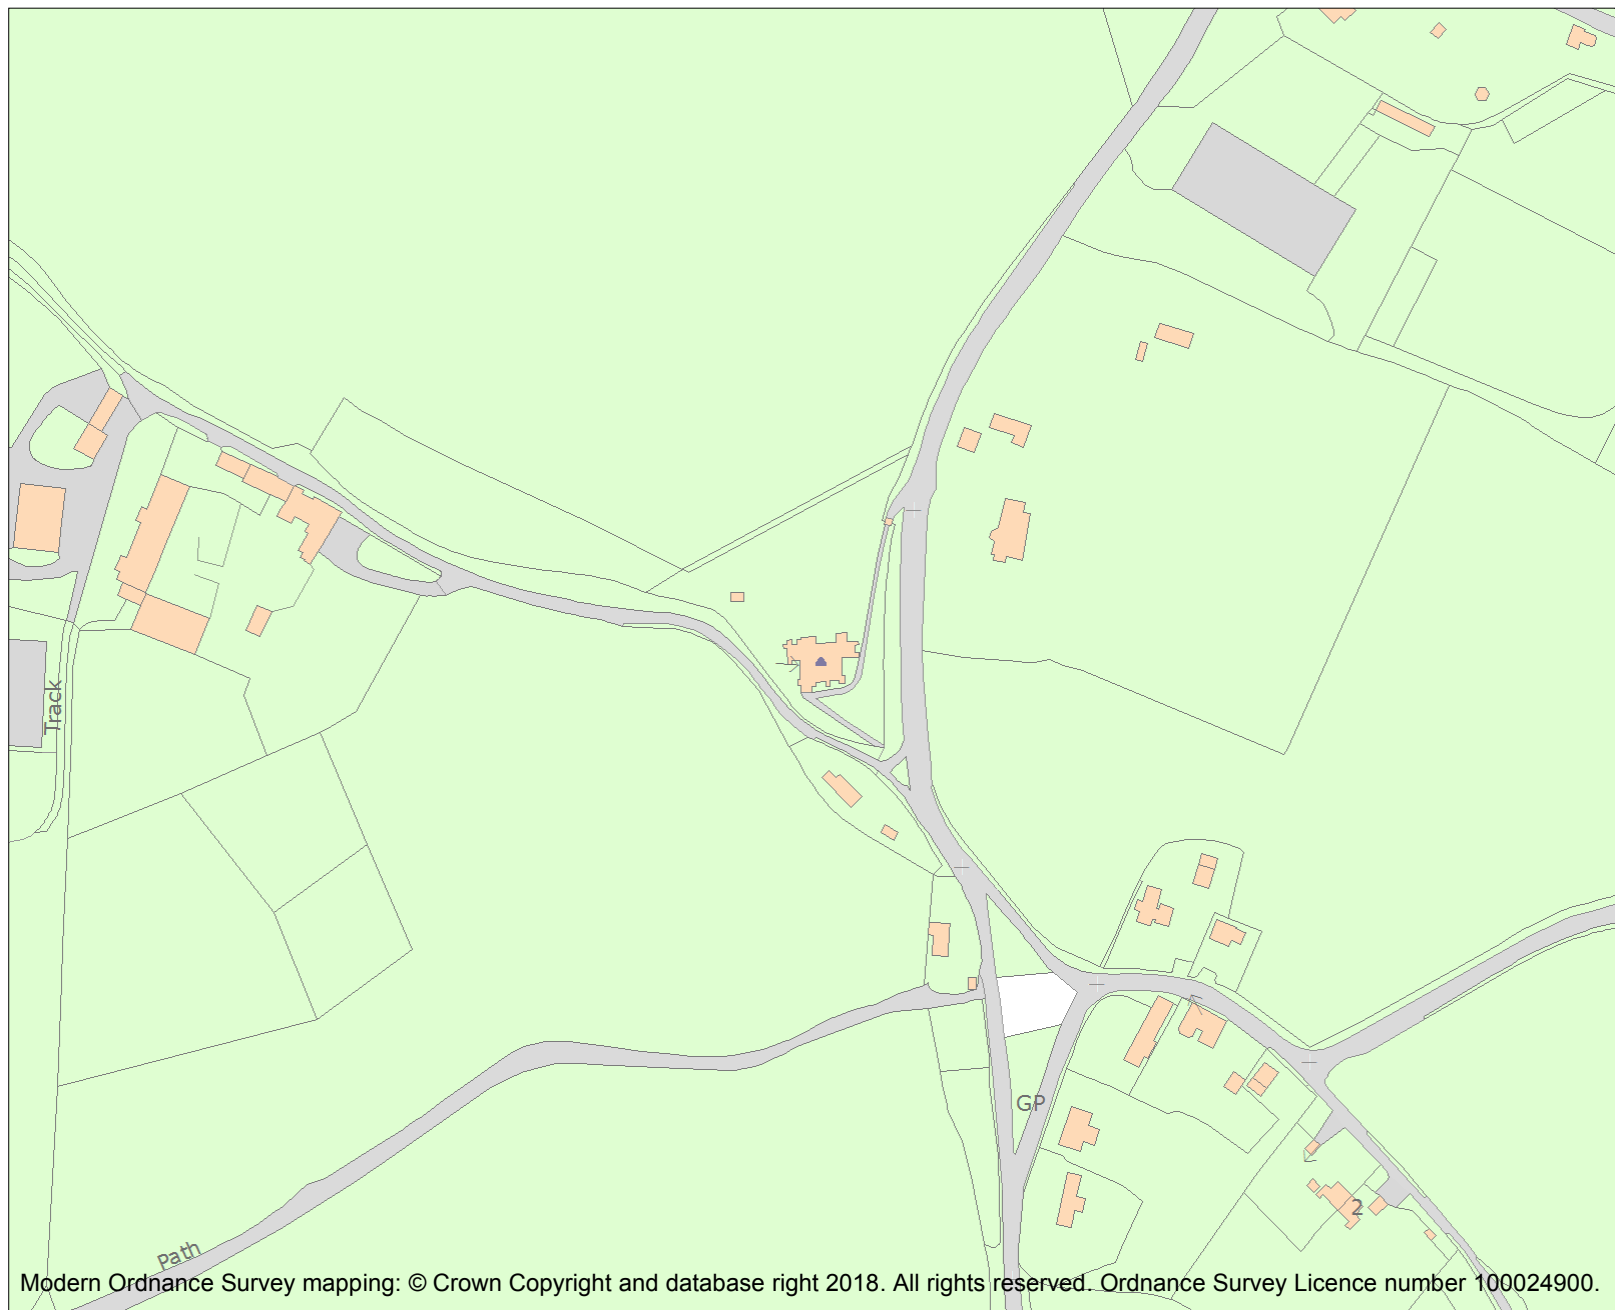 Track
GP
2
Path
Modern Ordnance Survey mapping: © Crown Copyright and database right 2018. All rights reserved. Ordnance Survey Licence number 100024900.